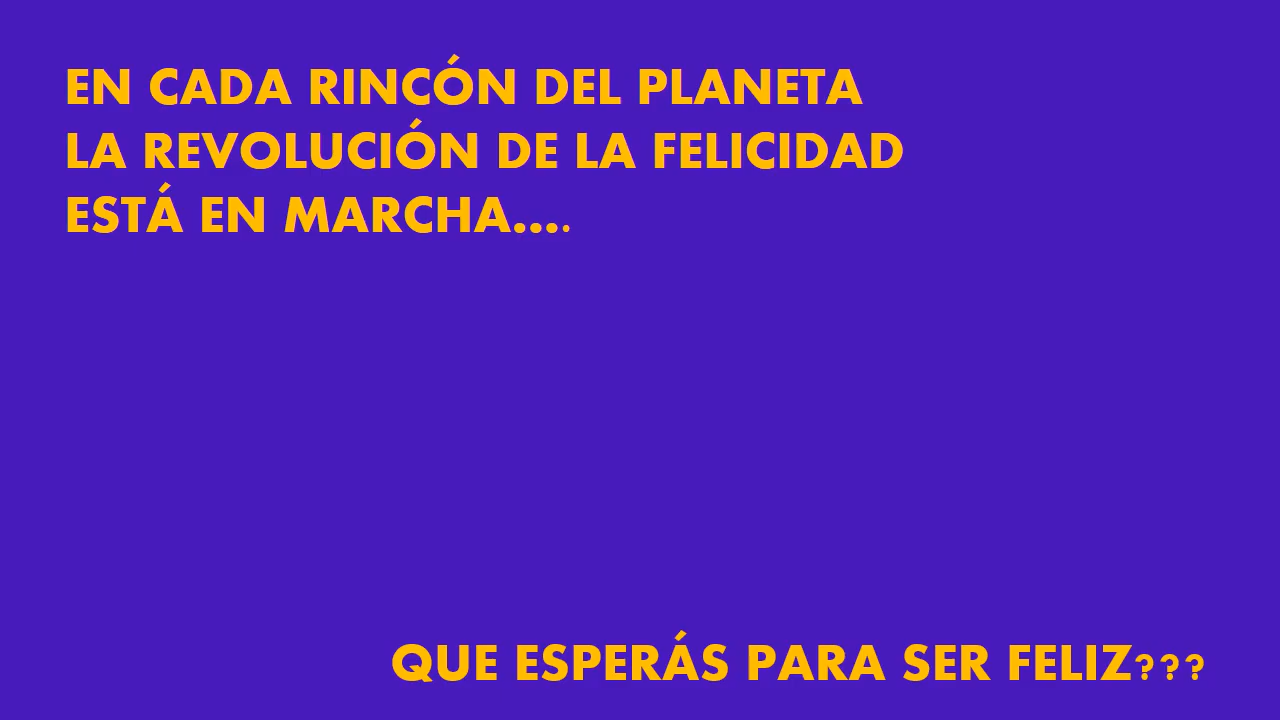 EN CADA RINCÓN DEL PLANETA
LA REVOLUCIÓN DE LA FELICIDAD
ESTÁ EN MARCHA....
QUE ESPERÁS PARA SER FELIZ???